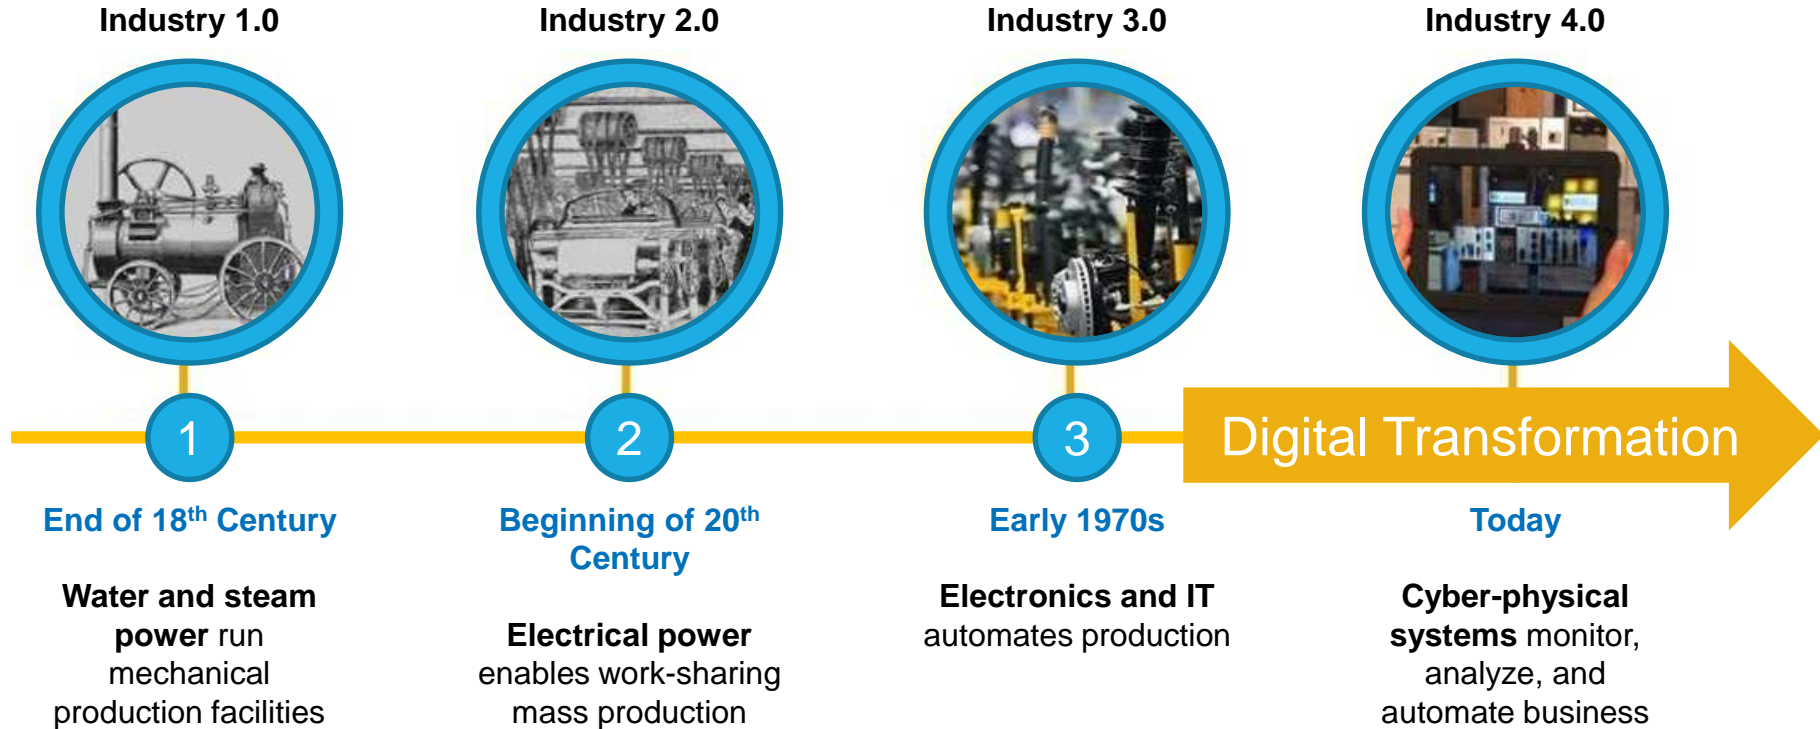 Industry 1.0
Industry 2.0
Industry 3.0
Industry 4.0
1
2
3
Digital Transformation
End of 18th Century
Water and steam
power run
mechanical
production facilities
Beginning of 20th
Century
Electrical power
enables work-sharing
mass production
Early 1970s
Electronics and IT
automates production
Today
Cyber-physical
systems monitor,
analyze, and
automate business